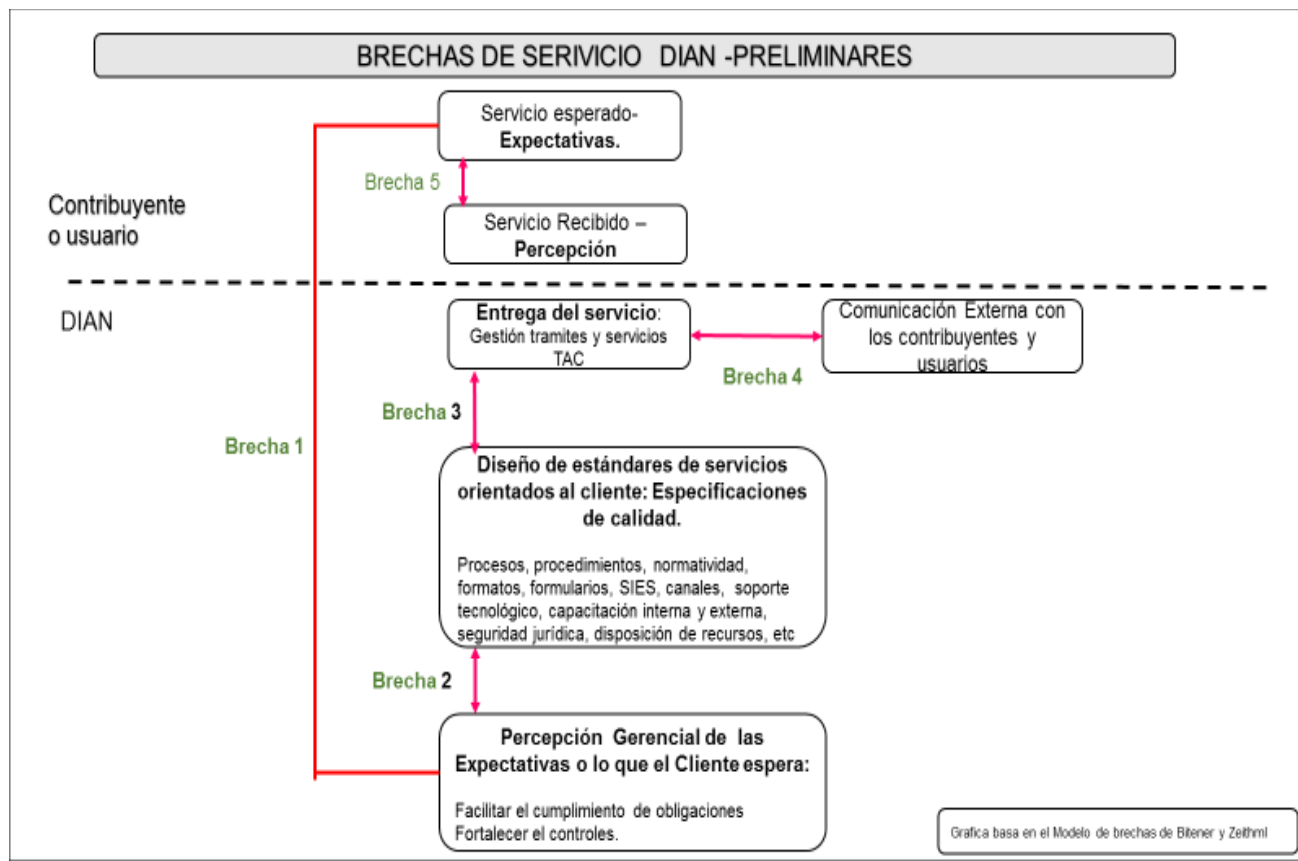 BRECHAS DE SERIVICIO DIAN -PRELIMINARES
Servicio esperado-
Expectativas.
Brecha 5
Contribuyente
o usuario
Servicio Recibido –
Percepción
DIAN
Entrega del servicio:
Gestión tramites y servicios
TAC
Comunicación Externa con
los contribuyentes y
usuarios
Brecha 4
Brecha 3
Brecha 1
Diseño de estándares de servicios
orientados al cliente: Especificaciones
de calidad.
Procesos, procedimientos, normatividad,
formatos, formularios, SIES, canales, soporte
tecnológico, capacitación interna y externa,
seguridad jurídica, disposición de recursos, etc
Brecha 2
Percepción Gerencial de las
Expectativas o lo que el Cliente espera:
Facilitar el cumplimiento de obligaciones
Fortalecer el controles.
Grafica basa en el Modelo de brechas de Bitener y Zeithml